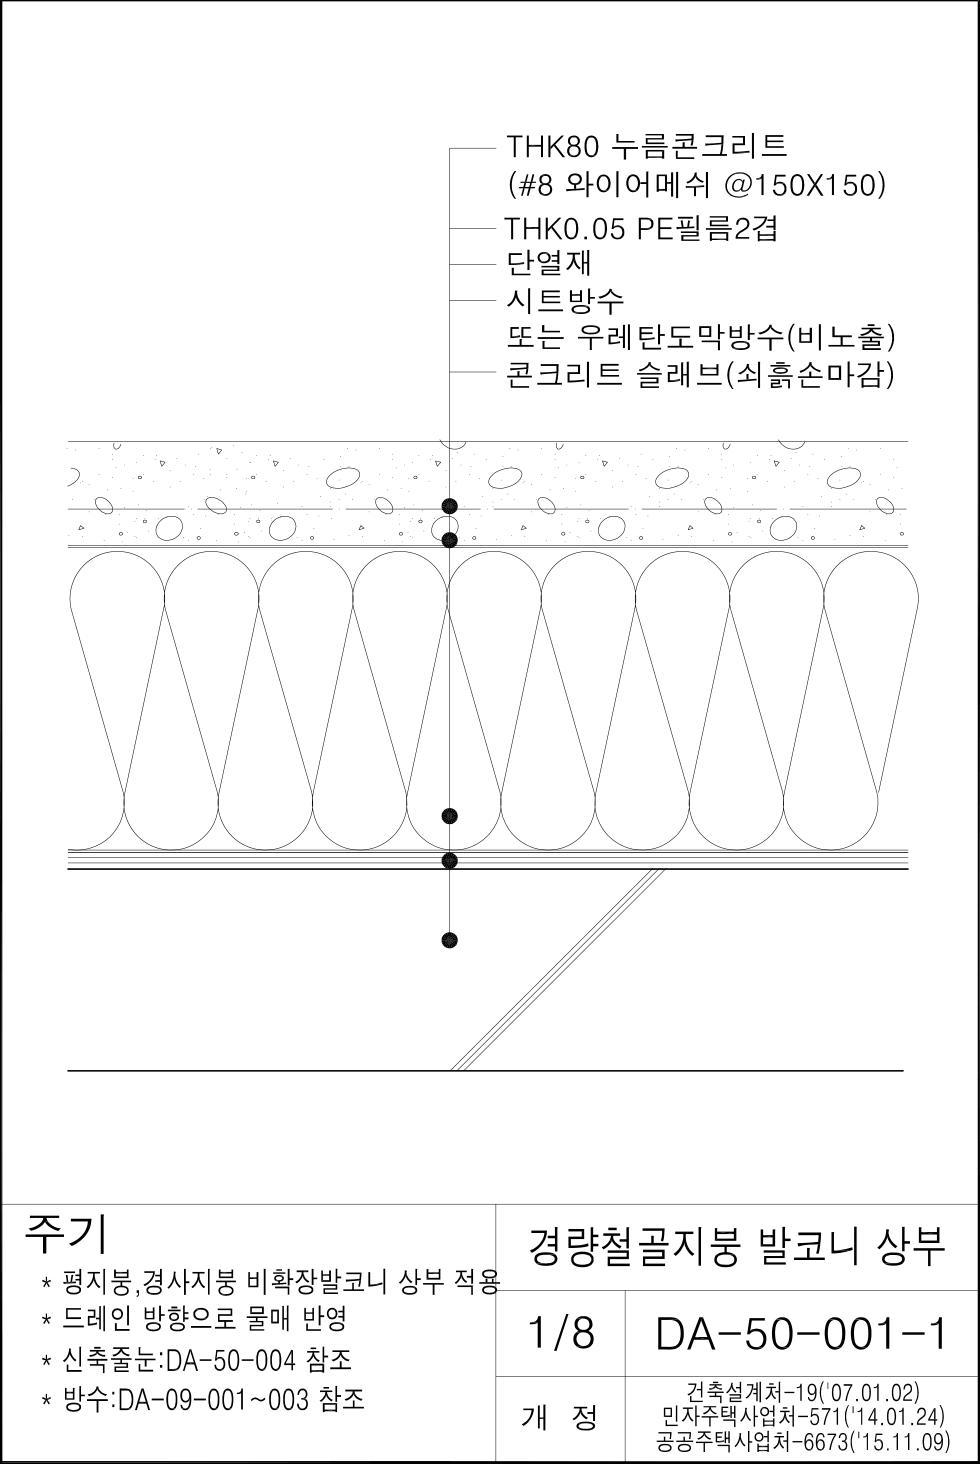 THK80 누름콘크리트
(#8 와이어메쉬 @150X150)
THK0.05 PE필름2겹
단열재
시트방수
또는 우레탄도막방수(비노출)
콘크리트 슬래브(쇠흙손마감)
주기
* 평지붕,경사지붕 비확장발코니 상부 적용
* 드레인 방향으로 물매 반영
* 신축줄눈:DA-50-004 참조
* 방수:DA-09-001~003 참조
경량철골지붕 발코니 상부
1/8
DA-50-001-1
개 정
건축설계처-19('07.01.02)
민자주택사업처-571('14.01.24)
공공주택사업처-6673('15.11.09)